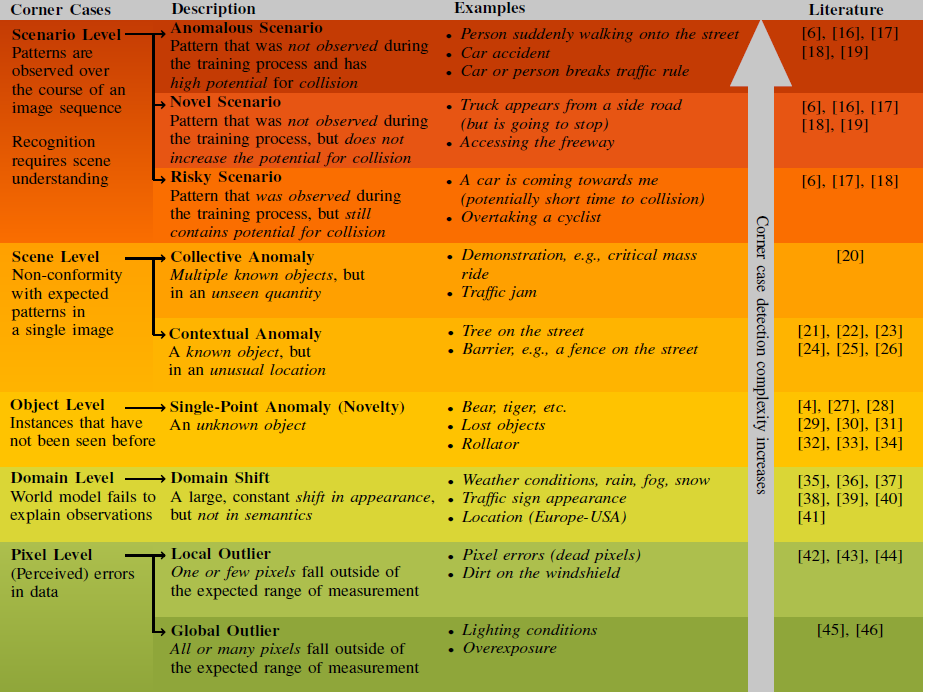 Corner Cases Description Examples Literature
Scenario Level
Patterns are
observed over
the course of an
image sequence
Recognition
requires scene
understanding
Anomalous Scenario
Pattern that was not observed during
the training process and has
high potential for collision
• Person suddenly walking onto the street
• Car accident
• Car or person breaks traffic rule
[6], [16], [17]
[18], [19]
Novel Scenario
Pattern that was not observed during
the training process, but does not
increase the potential for collision
• Truck appears from a side road
(but is going to stop)
• Accessing the freeway
[6], [16], [17]
[18], [19]
Risky Scenario
Pattern that was observed during
the training process, but still
contains potential for collision
• A car is coming towards me
(potentially short time to collision)
• Overtaking a cyclist
[6], [17], [18]
Scene Level
Non-conformity
with expected
patterns in
a single image
Collective Anomaly
Multiple known objects, but
in an unseen quantity
• Demonstration, e.g., critical mass
ride
• Traffic jam
[20]
Contextual Anomaly
A known object, but
in an unusual location
• Tree on the street
• Barrier, e.g., a fence on the street
[21], [22], [23]
[24], [25], [26]
Object Level
Instances that have
not been seen before
Single-Point Anomaly (Novelty)
An unknown object
• Bear, tiger, etc.
• Lost objects
• Rollator
[4], [27], [28]
[29], [30], [31]
[32], [33], [34]
Domain Level
World model fails to
explain observations
Domain Shift
A large, constant shift in appearance,
but not in semantics
• Weather conditions, rain, fog, snow
• Traffic sign appearance
• Location (Europe-USA)
[35], [36], [37]
[38], [39], [40]
[41]
Pixel Level
(Perceived) errors
in data
Local Outlier
One or few pixels fall outside of
the expected range of measurement
• Pixel errors (dead pixels)
• Dirt on the windshield
[42], [43], [44]
Global Outlier
All or many pixels fall outside of
the expected range of measurement
• Lighting conditions
• Overexposure
[45], [46]
Corner case detection complexity increases